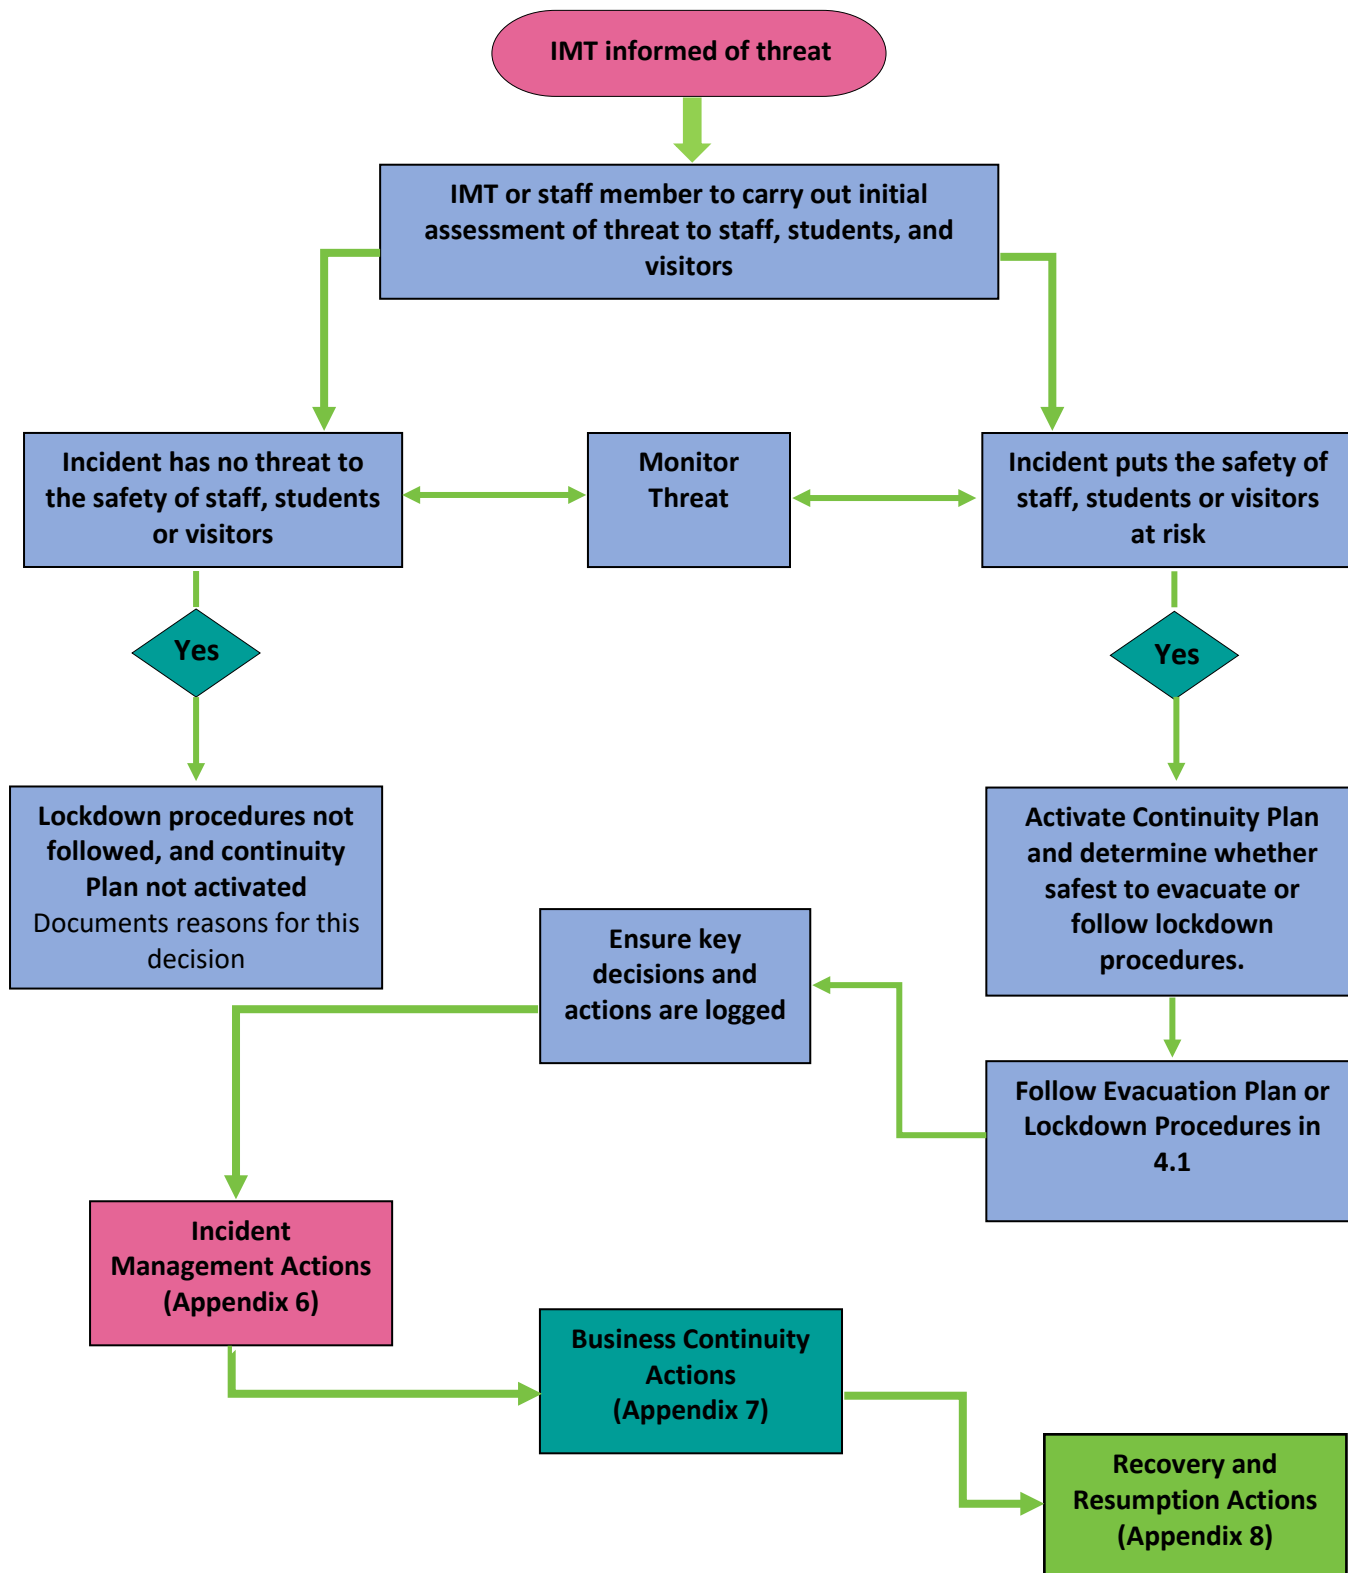 IMT informed of threat
IMT or staff member to carry out initial
assessment of threat to staff, students, and
visitors
Incident has no threat to
the safety of staff, students
or visitors
Monitor
Threat
Incident puts the safety of
staff, students or visitors
at risk
Yes
Yes
Lockdown procedures not
followed, and continuity
Plan not activated
Documents reasons for this
decision
Activate Continuity Plan
and determine whether
safest to evacuate or
follow lockdown
procedures.
Ensure key
decisions and
actions are logged
Follow Evacuation Plan or
Lockdown Procedures in
4.1
Incident
Management Actions
(Appendix 6)
Business Continuity
Actions
(Appendix 7)
Recovery and
Resumption Actions
(Appendix 8)